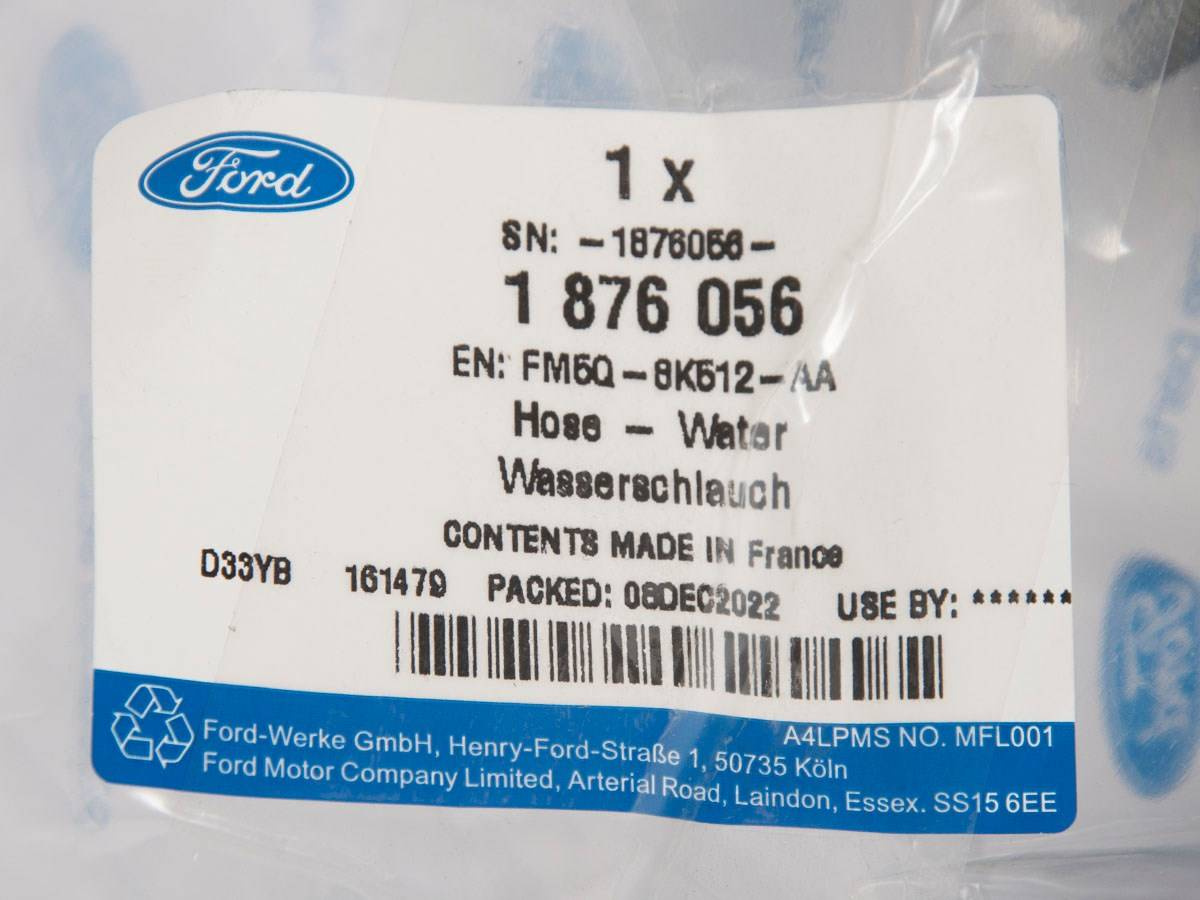 Ford
1 x
SN: -1876056-
1 876 056
EN: FM5Q-8K512-AA
Hose - Water
Wasserschlauch
CONTENTS MADE IN France
D33YB 161479 PACKED: 08DEC2022 USE BY: ******
A4LPMS NO. MFL001
Ford-Werke GmbH, Henry-Ford-Straße 1, 50735 Köln
Ford Motor Company Limited, Arterial Road, Laindon, Essex. SS15 6EE